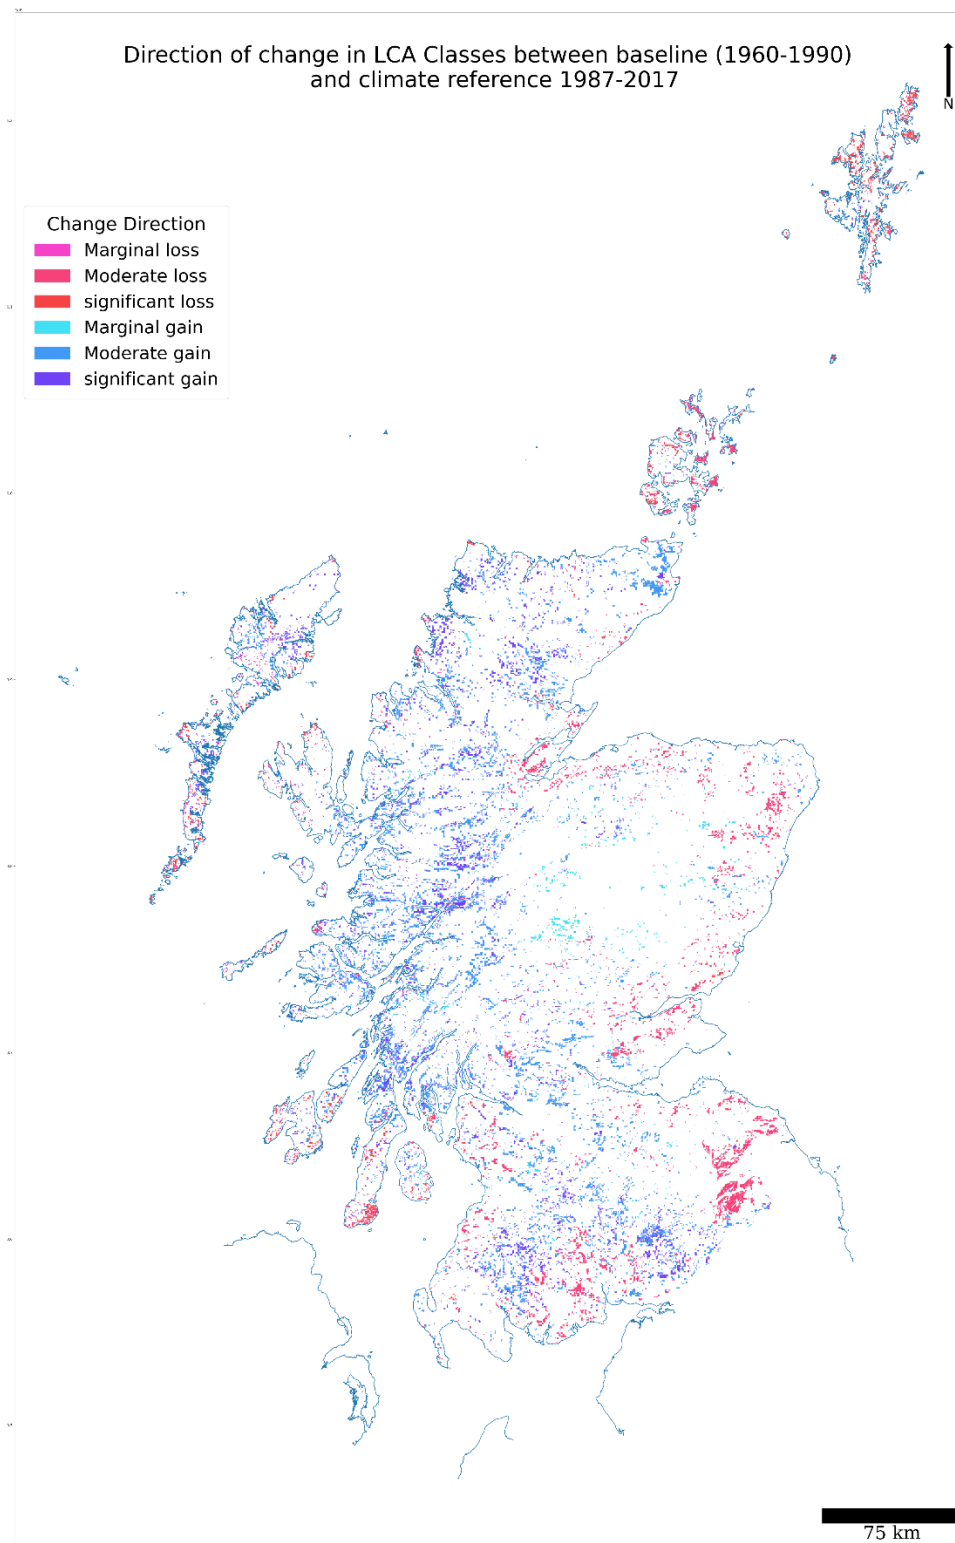 Direction of change in LCA Classes between baseline (1960-1990)
and climate reference 1987-2017
N
Change Direction
Marginal loss
Moderate loss
significant loss
Marginal gain
Moderate gain
significant gain
75 km